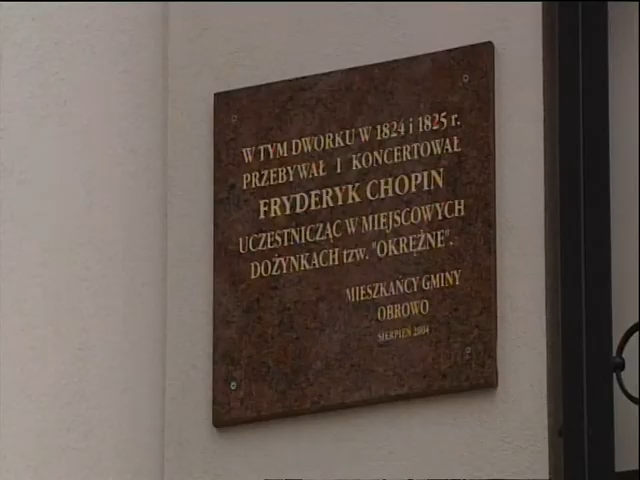 W TYM DWORKU W 1824 i 1825 r.
PRZEBYWAŁ I KONCERTOWAŁ
FRYDERYK CHOPIN
UCZESTNICZĄC W MIEJSCOWYCH
DOŻYNKACH tzw. "OKRĘŻNE".
MIESZKAŃCY GMINY
OBROWO
SIERPIEŃ 2004